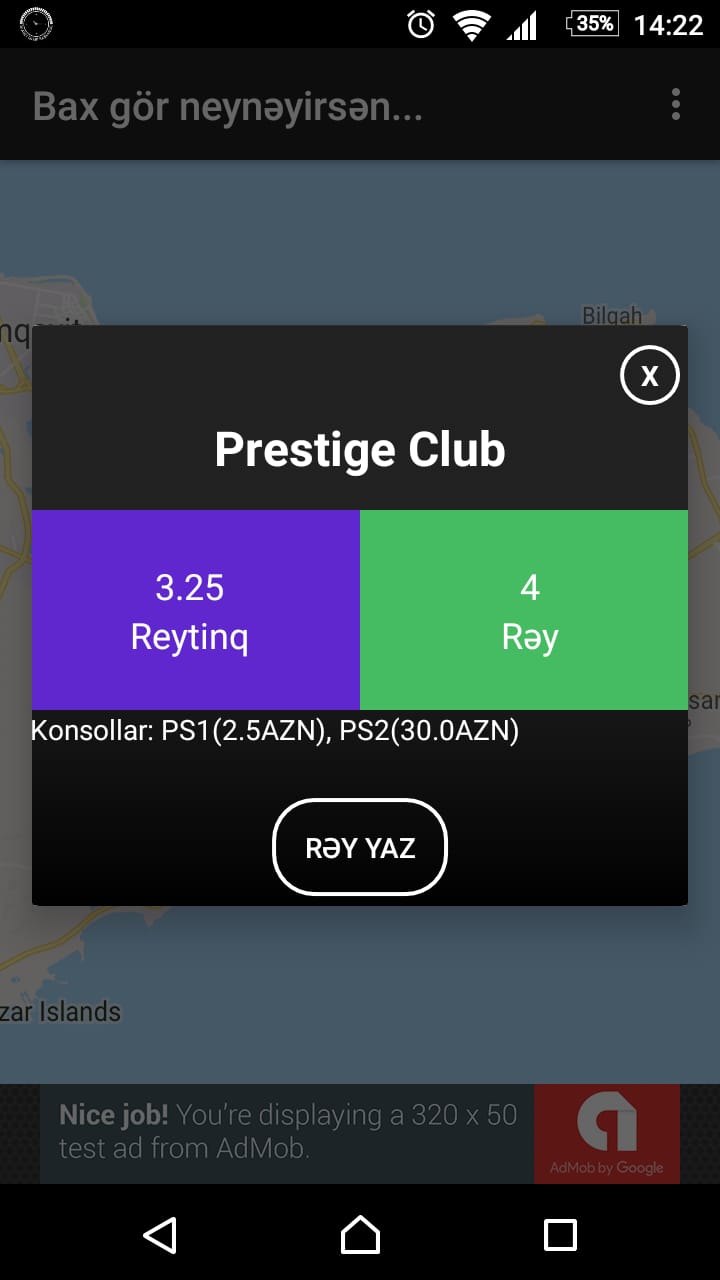 35% 14:22
Bax gör neynəyirsən...
Bilgah
X
Prestige Club
3.25
Reytinq
4
Rəy
Konsollar: PS1(2.5AZN), PS2(30.0AZN)
RƏY YAZ
zar Islands
Nice job! You're displaying a 320 x 50
test ad from AdMob.
AdMob by Google